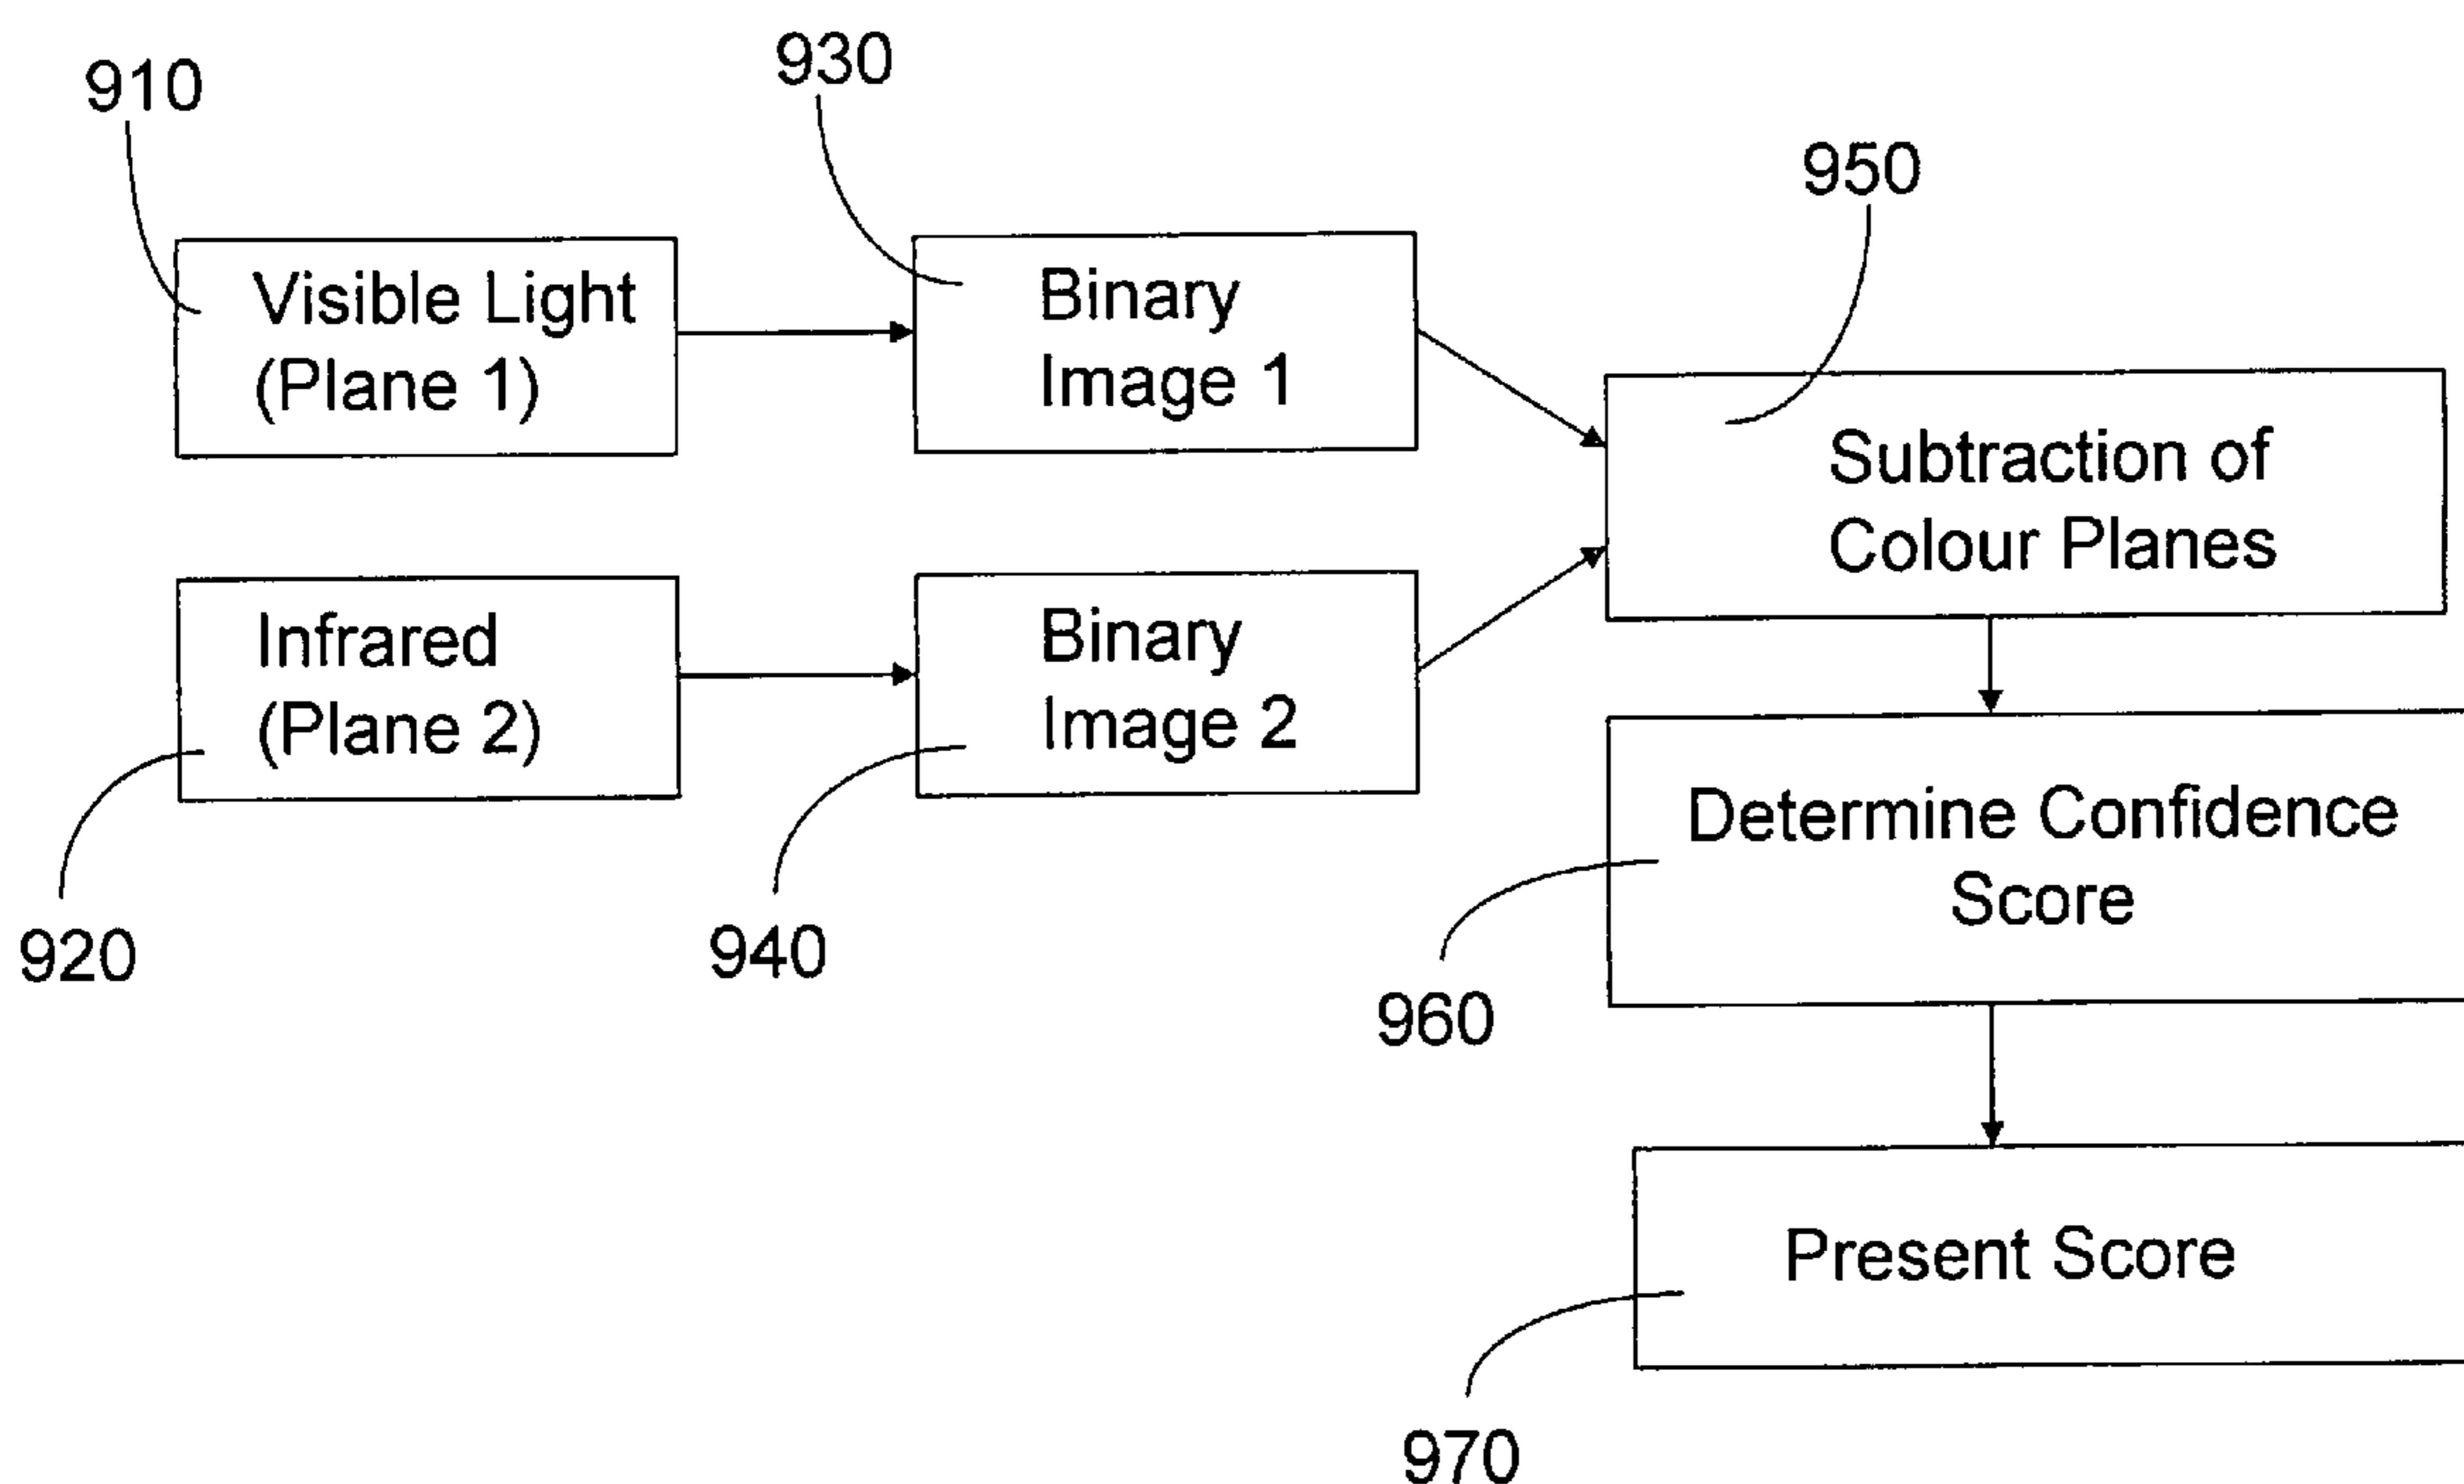 910
930
950
Visible Light
(Plane 1)
Binary
Image 1
Subtraction of
Colour Planes
Infrared
(Plane 2)
Binary
Image 2
Determine Confidence
Score
920
940
960
Present Score
970